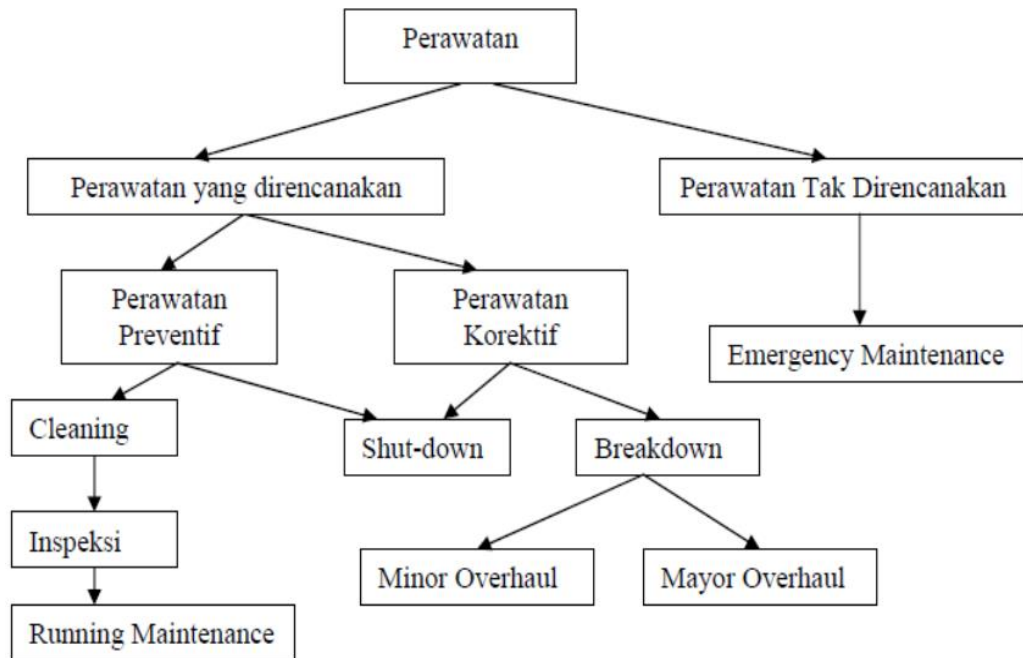 Perawatan
Perawatan yang direncanakan
Perawatan Tak Direncanakan
Perawatan
Preventif
Perawatan
Korektif
Emergency Maintenance
Cleaning
Shut-down
Breakdown
Inspeksi
Minor Overhaul
Mayor Overhaul
Running Maintenance